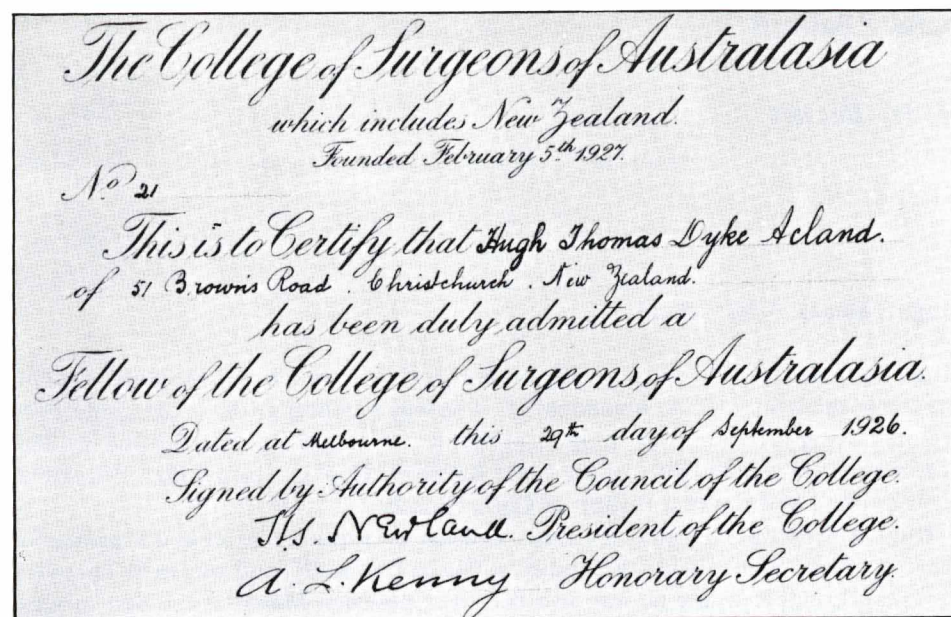 The College of Surgeons of Australasia
which includes New Zealand.
Founded February 5th 1927.
No 21
This is to Certify that Hugh Thomas Dyke Acland.
of 51 Browns Road. Christchurch. New Zealand.
has been duly admitted a
Fellow of the College of Surgeons of Australasia.
Dated at Melbourne. this 29th day of September 1926.
Signed by Authority of the Council of the College.
H.S. Newland. President of the College.
A. L. Kenny Honorary Secretary.